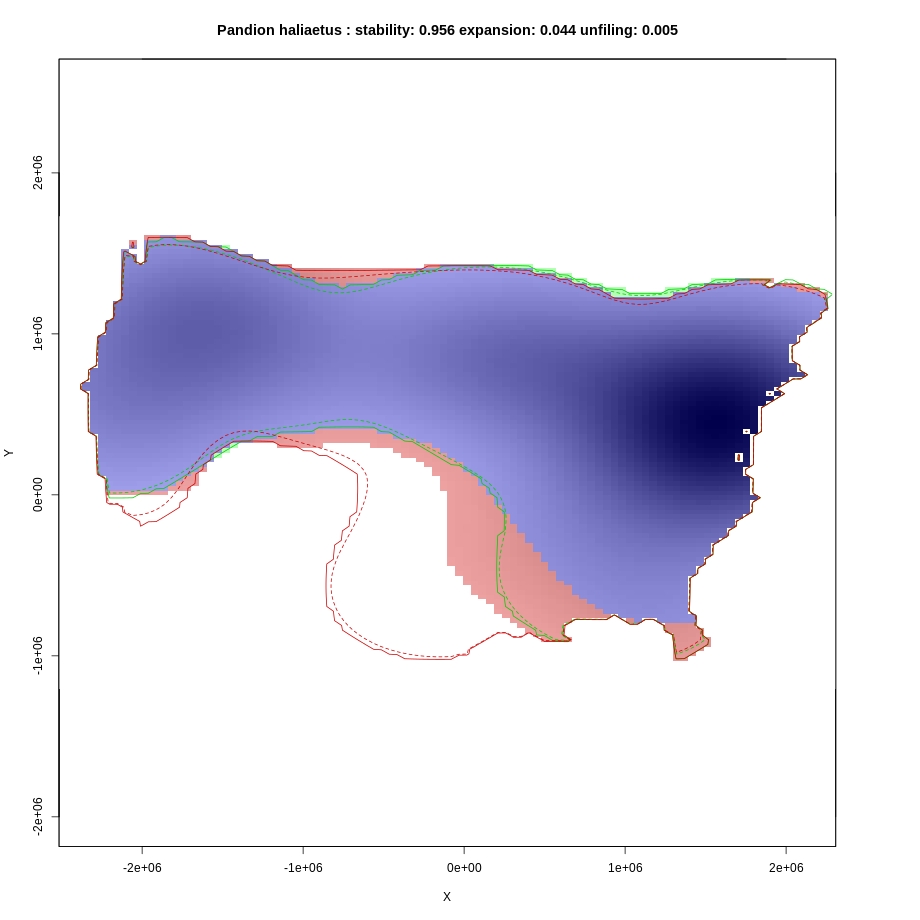 Pandion haliaetus : stability: 0.956 expansion: 0.044 unfiling: 0.005
2e+06
1e+06
0e+00
-1e+06
-2e+06
Y
-2e+06 -1e+06 0e+00 1e+06 2e+06
X